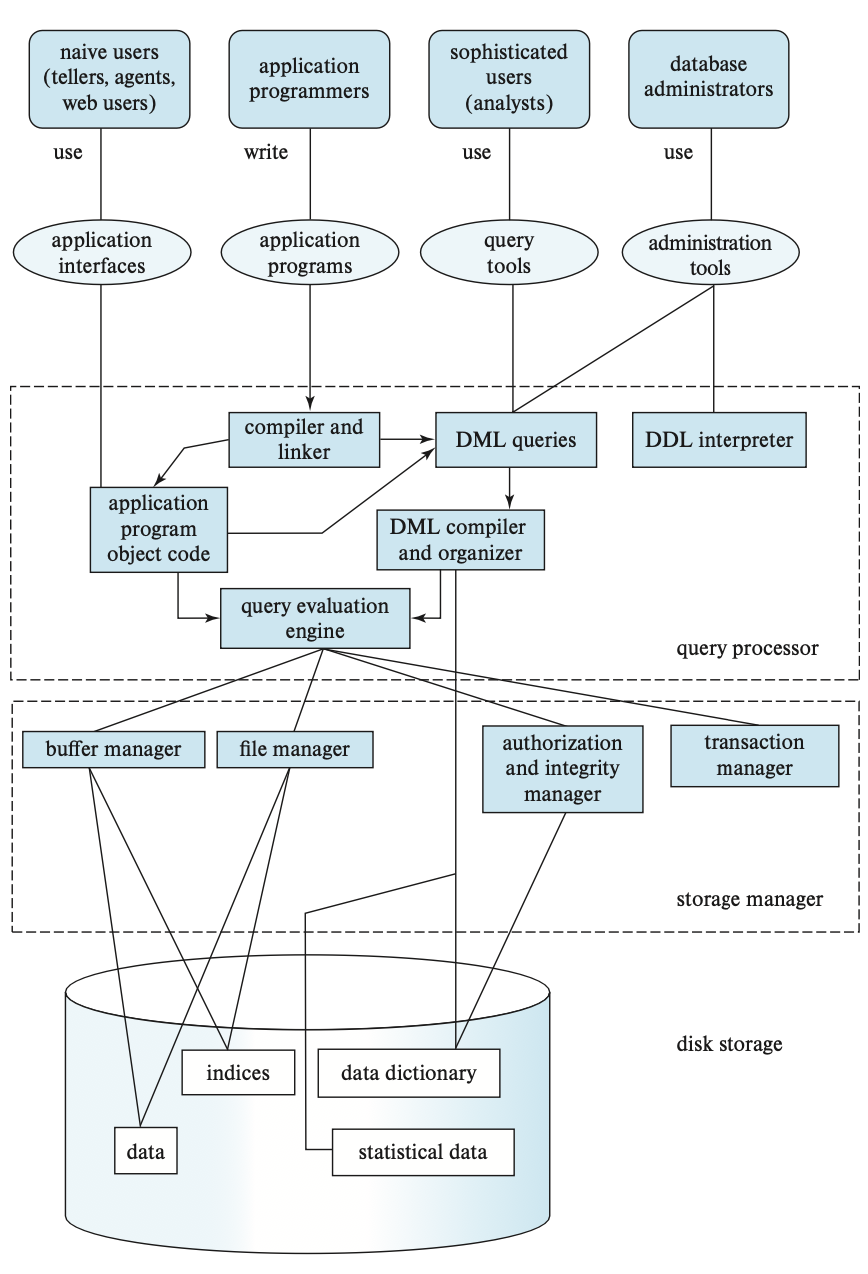 naive users
(tellers, agents,
web users)
application
programmers
sophisticated
users
(analysts)
database
administrators
use
write
use
use
application
interfaces
application
programs
query
tools
administration
tools
compiler and
linker
DML queries
DDL interpreter
application
program
object code
DML compiler
and organizer
query evaluation
engine
query processor
buffer manager
file manager
authorization
and integrity
manager
transaction
manager
storage manager
disk storage
indices
data dictionary
data
statistical data